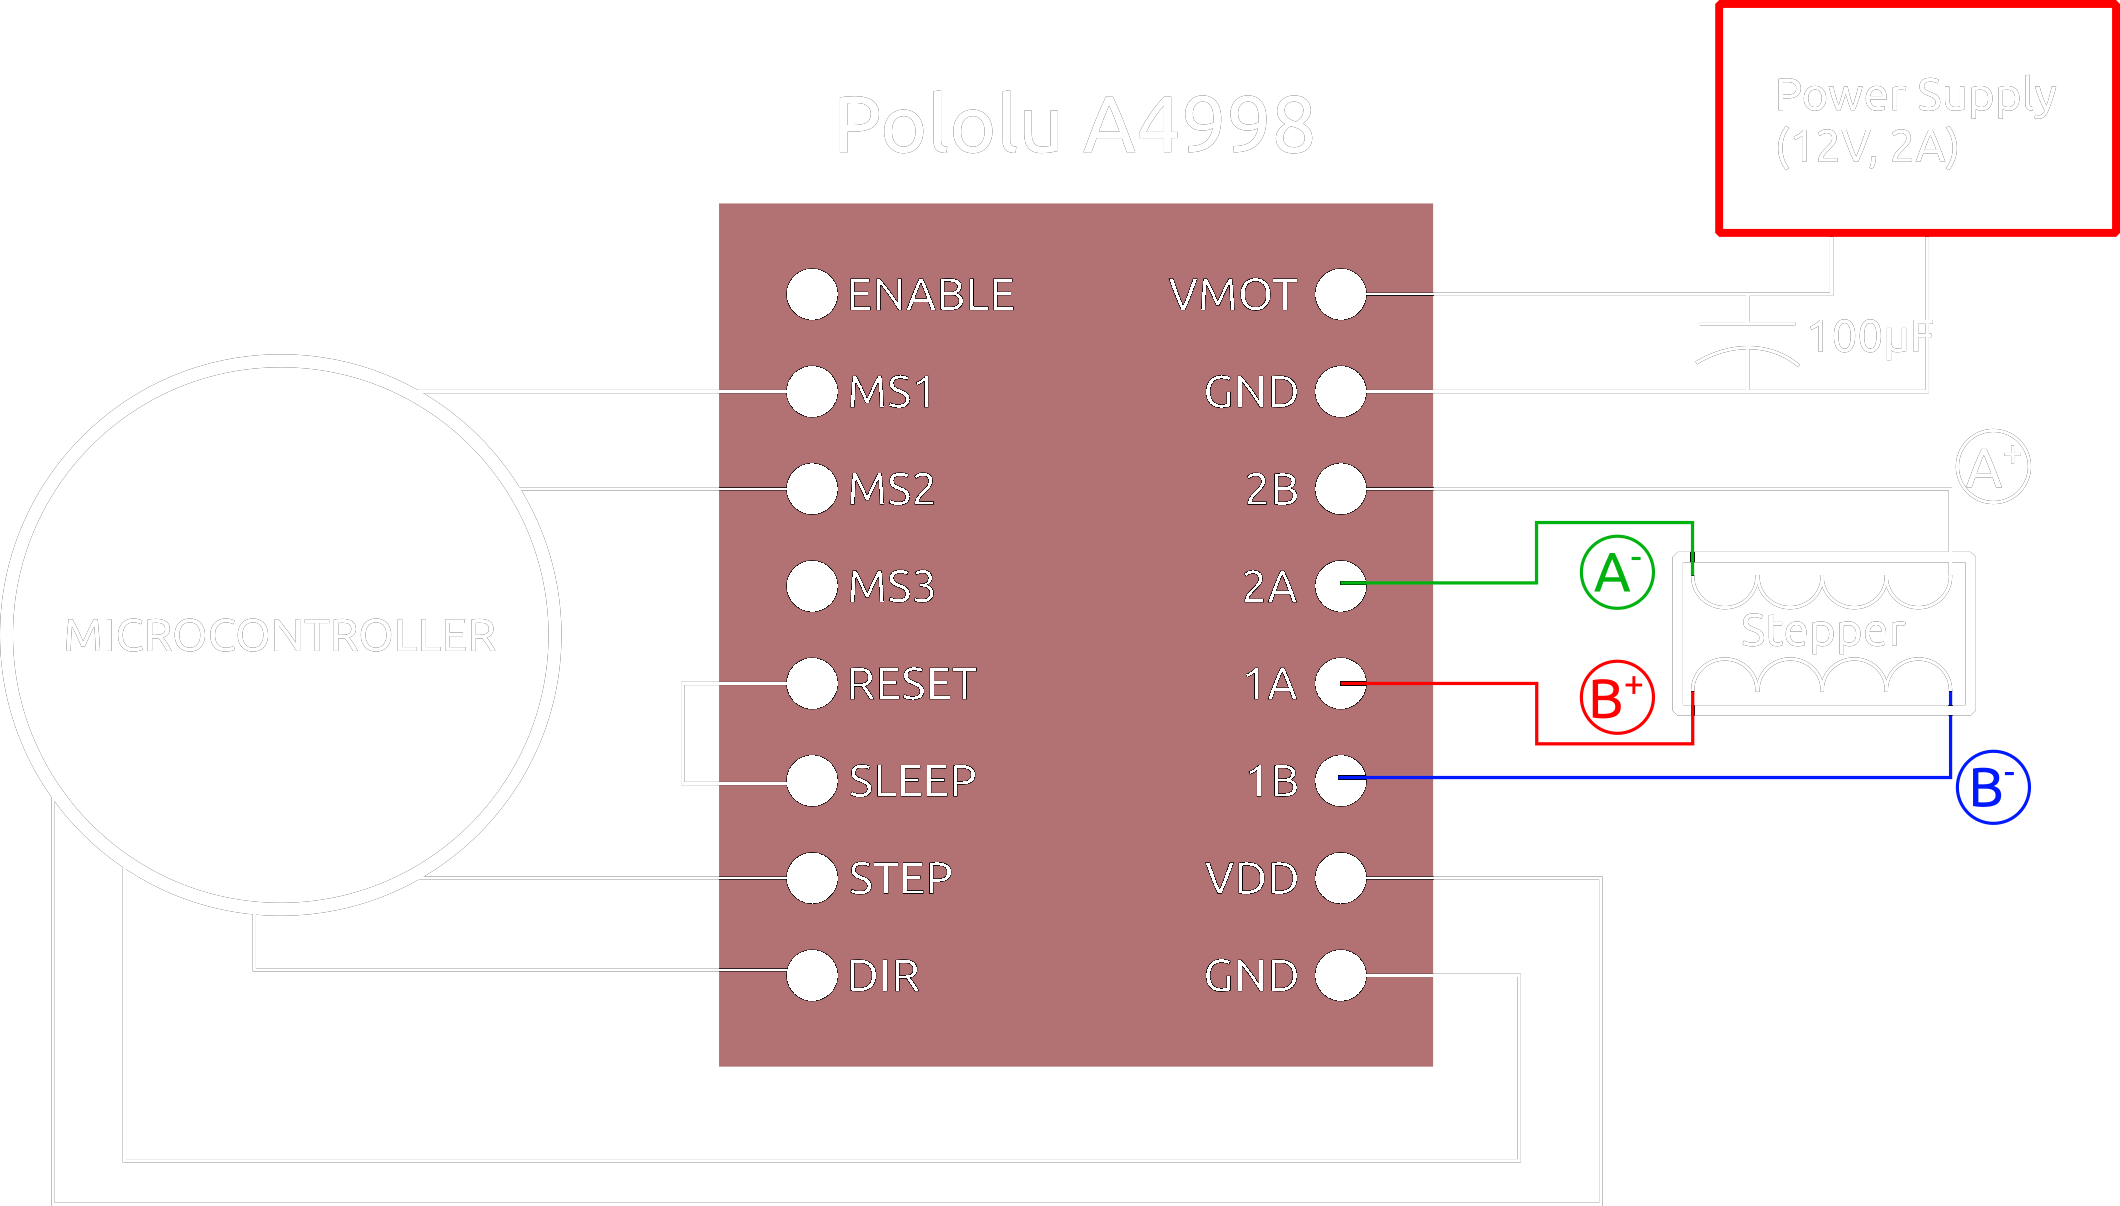 Pololu A4998
Power Supply
(12V, 2A)
ENABLE
VMOT
100µF
MS1
GND
MS2
2B
A+
MS3
2A
A-
MICROCONTROLLER
Stepper
RESET
1A
B+
SLEEP
1B
B-
STEP
VDD
DIR
GND